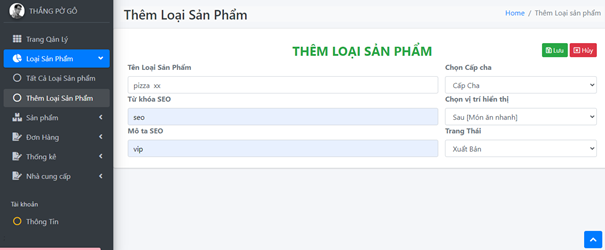 THẮNG PỜ GÔ
Trang Qản Lý
Loại Sản Phẩm
Tất Cả Loại Sản phẩm
Thêm Loại Sản Phẩm
Sản phẩm
Đơn Hàng
Thống kê
Nhà cung cấp
Tài khoản
Thông Tin
Thêm Loại Sản Phẩm
Home / Thêm Loại sản phẩm
THÊM LOẠI SẢN PHẨM
Lưu
Hủy
Tên Loại Sản Phẩm
pizza xx
Từ khóa SEO
seo
Mô ta SEO
vip
Chọn Cấp cha
Cấp Cha
Chọn vị trí hiển thị
Sau [Món ăn nhanh]
Trang Thái
Xuất Bản